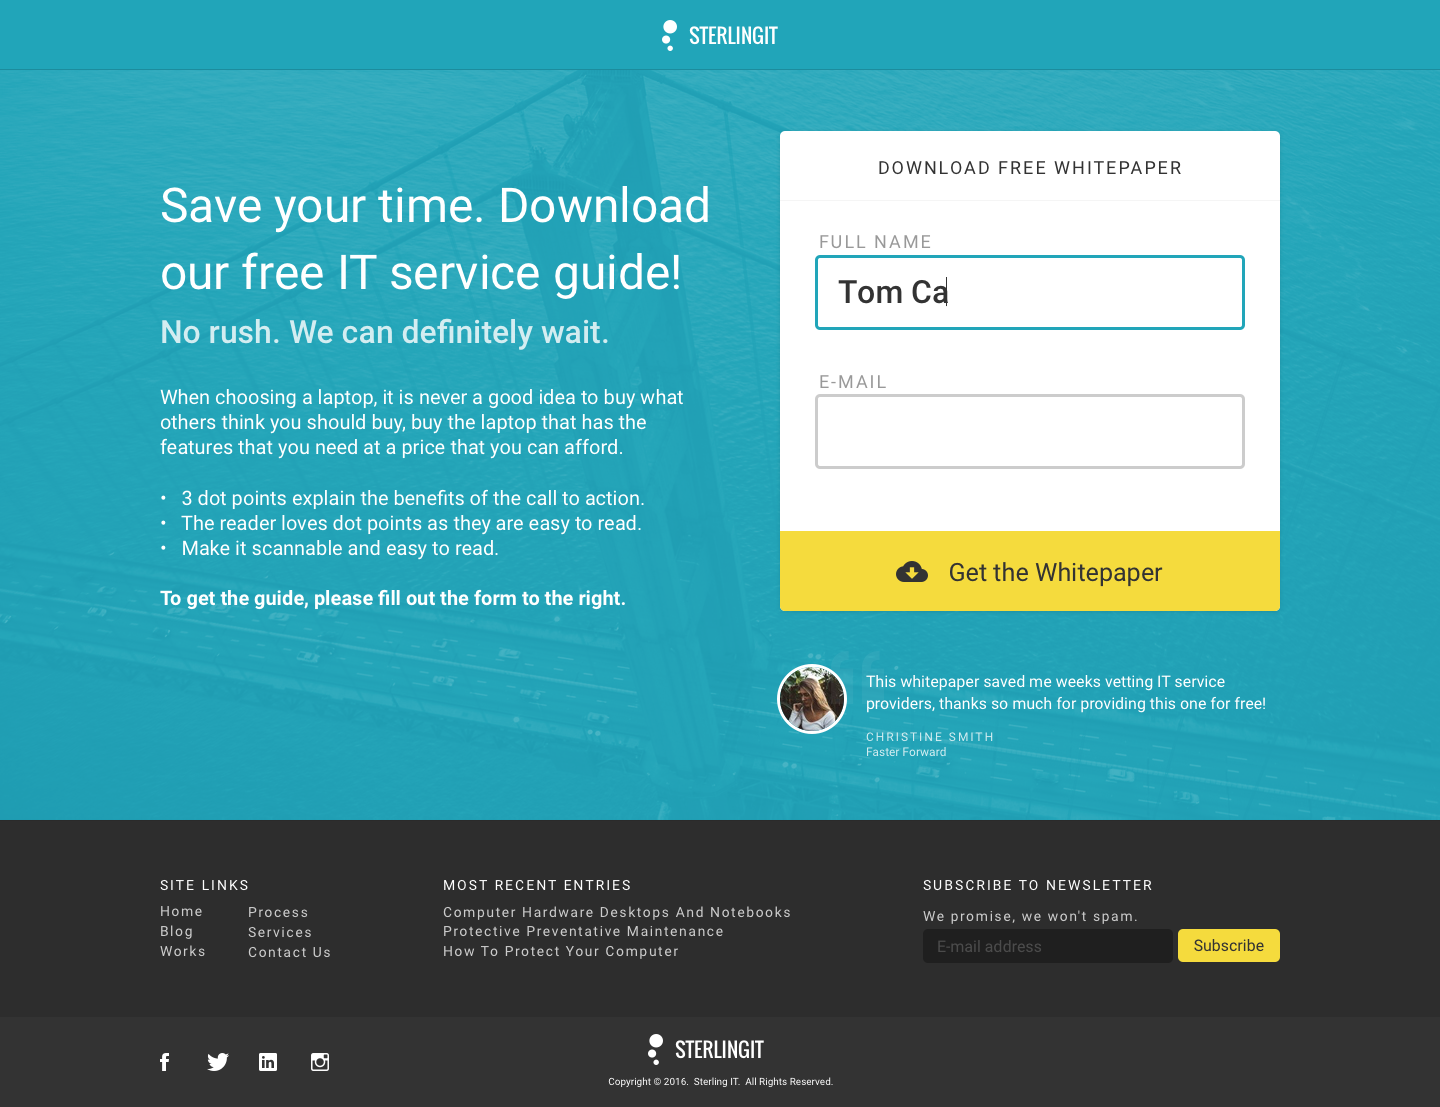 STERLINGIT
Save your time. Download
our free IT service guide!
No rush. We can definitely wait.
When choosing a laptop, it is never a good idea to buy what
others think you should buy, buy the laptop that has the
features that you need at a price that you can afford.
• 3 dot points explain the benefits of the call to action.
• The reader loves dot points as they are easy to read.
• Make it scannable and easy to read.
To get the guide, please fill out the form to the right.
DOWNLOAD FREE WHITEPAPER
FULL NAME
Tom Ca
E-MAIL
Get the Whitepaper
This whitepaper saved me weeks vetting IT service
providers, thanks so much for providing this one for free!
CHRISTINE SMITH
Faster Forward
SITE LINKS
Home
Blog
Works
Process
Services
Contact Us
MOST RECENT ENTRIES
Computer Hardware Desktops And Notebooks
Protective Preventative Maintenance
How To Protect Your Computer
SUBSCRIBE TO NEWSLETTER
We promise, we won't spam.
E-mail address
Subscribe
STERLINGIT
Copyright © 2016. Sterling IT. All Rights Reserved.